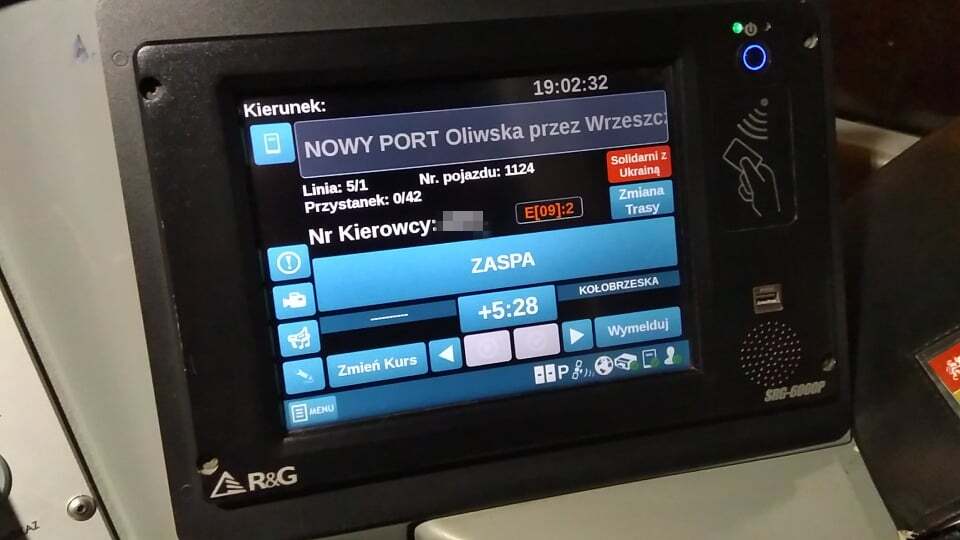 19:02:32
Kierunek:
NOWY PORT Oliwska przez Wrzeszcz
Linia: 5/1
Nr. pojazdu: 1124
Solidarni z
Ukrainą
Przystanek: 0/42
Zmiana
Trasy
Nr Kierowcy:
E[09]:2
ZASPA
KOŁOBRZESKA
+5:28
Zmień Kurs
Wymelduj
P
MENU
SRG-6000P
R&G